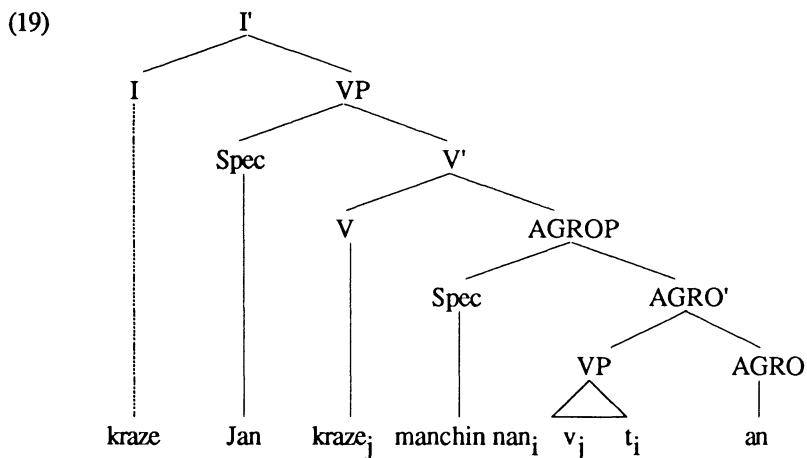 (19) I'
I VP
Spec V'
V AGROP
Spec AGRO'
VP AGRO
kraze Jan kraze_j manchin nan_i v_j t_i an